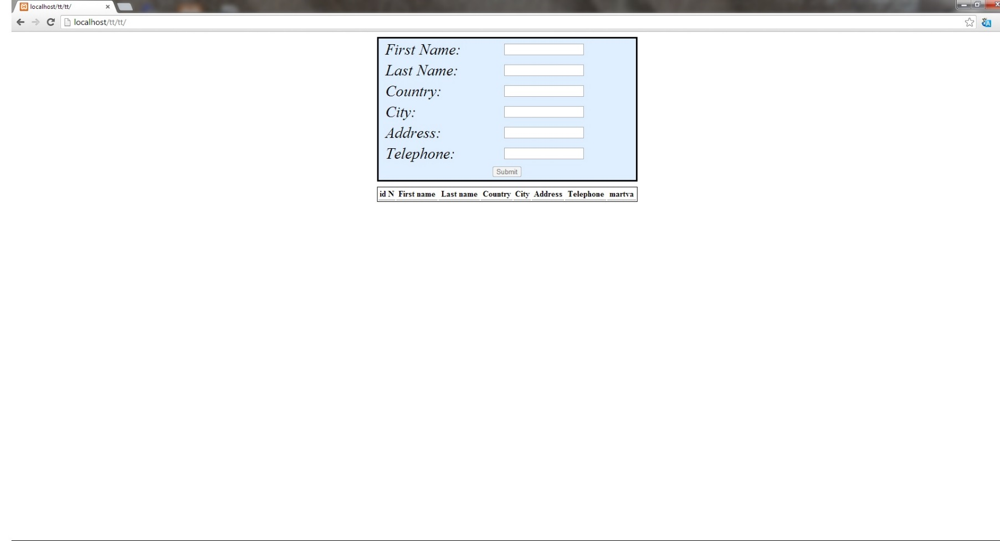 localhost/tt/tt/
localhost/tt/tt/
First Name:
Last Name:
Country:
City:
Address:
Telephone:
Submit
id N First name Last name Country City Address Telephone martva